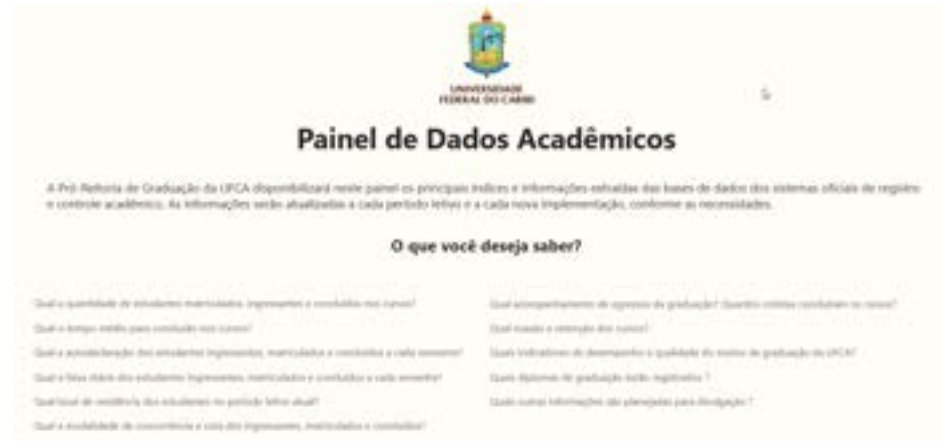 UNIVERSIDADE
FEDERAL DO CARIRI
Painel de Dados Acadêmicos
A Pró-Reitoria de Graduação da UFCA disponibilizará neste painel os principais índices e informações extraídas das bases de dados dos sistemas oficiais de registro
e controle acadêmico. As informações serão atualizadas a cada período letivo e a cada nova implementação, conforme as necessidades.
O que você deseja saber?
Qual a quantidade de estudantes matriculados, ingressantes e concluídos nos cursos?
Qual o tempo médio para conclusão nos cursos?
Qual a autodeclaração dos estudantes ingressantes, matriculados e concluídos a cada semestre?
Qual a faixa etária dos estudantes ingressantes, matriculados e concluídos a cada semestre?
Qual local de residência dos estudantes no período letivo atual?
Qual a modalidade de concorrência e cota dos ingressantes, matriculados e concluídos?
Qual acompanhamento de egressos da graduação? Quantos concluíram os cursos?
Qual evasão e retenção dos cursos?
Quais indicadores do desempenho e qualidade do ensino de graduação da UFCA?
Quais diplomas de graduação estão registrados ?
Quais outras informações são planejadas para divulgação ?